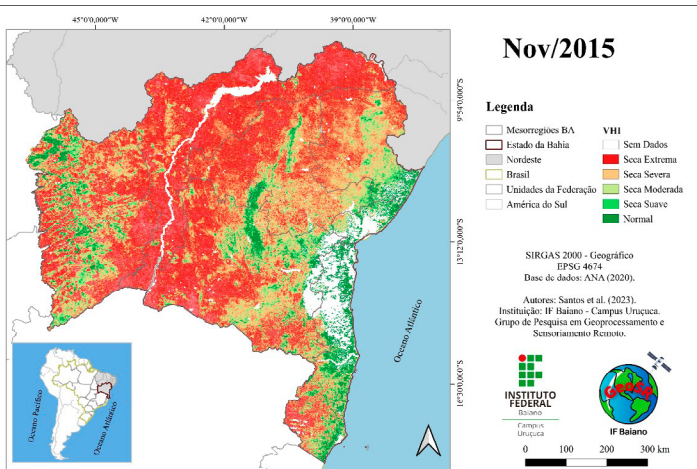 45°0'0,000"W 42°0'0,000"W 39°0'0,000"W
Nov/2015
9°54'0,000"S
13°12'0,000"S
16°30'0,000"S
Legenda
Mesorregiões BA
Estado da Bahia
Nordeste
Brasil
Unidades da Federação
América do Sul
VHI
Sem Dados
Seca Extrema
Seca Severa
Seca Moderada
Seca Suave
Normal
SIRGAS 2000 - Geográfico
EPSG 4674
Base de dados: ANA (2020).
Autores: Santos et al. (2023).
Instituição: IF Baiano - Campus Uruçuca.
Grupo de Pesquisa em Geoprocessamento e
Sensoriamento Remoto.
Oceano Atlântico
Oceano Pacífico
Oceano Atlântico
INSTITUTO
FEDERAL
Baiano
Campus
Uruçuca
IF Baiano
0 100 200 300 km